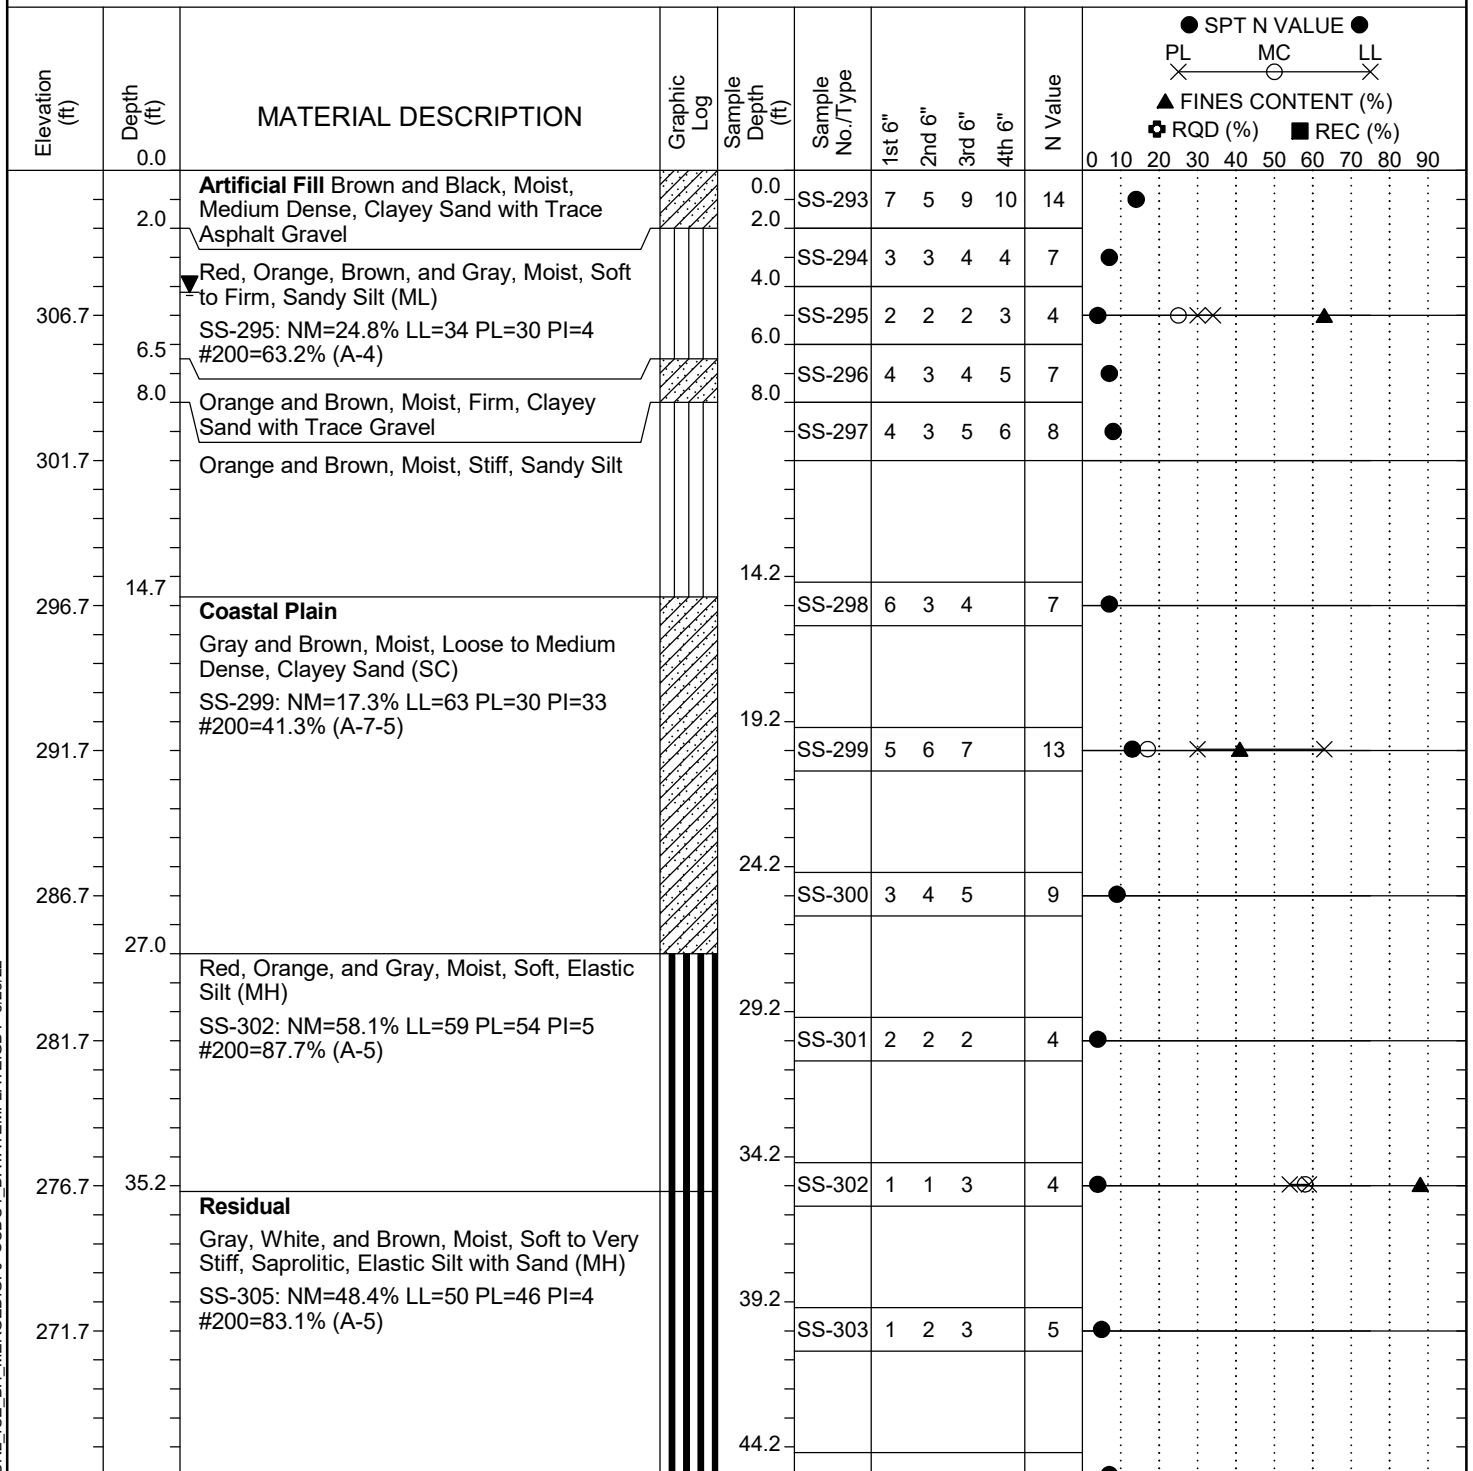 ● SPT N VALUE ●
PL MC LL
▲ FINES CONTENT (%)
RQD (%) ■ REC (%)
0 10 20 30 40 50 60 70 80 90
Elevation (ft)
Depth (ft)
0.0
MATERIAL DESCRIPTION
Graphic Log
Sample Depth (ft)
Sample No./Type
1st 6"
2nd 6"
3rd 6"
4th 6"
N Value
Artificial Fill Brown and Black, Moist,
Medium Dense, Clayey Sand with Trace
Asphalt Gravel
2.0
0.0
2.0
SS-293 7 5 9 10 14
Red, Orange, Brown, and Gray, Moist, Soft
to Firm, Sandy Silt (ML)
SS-295: NM=24.8% LL=34 PL=30 PI=4
#200=63.2% (A-4)
SS-294 3 3 4 4 7
4.0
306.7
SS-295 2 2 2 3 4
6.0
6.5
SS-296 4 3 4 5 7
8.0
8.0
Orange and Brown, Moist, Firm, Clayey
Sand with Trace Gravel
SS-297 4 3 5 6 8
301.7
Orange and Brown, Moist, Stiff, Sandy Silt
14.2
14.7
296.7
Coastal Plain
SS-298 6 3 4 7
Gray and Brown, Moist, Loose to Medium
Dense, Clayey Sand (SC)
SS-299: NM=17.3% LL=63 PL=30 PI=33
#200=41.3% (A-7-5)
19.2
291.7
SS-299 5 6 7 13
24.2
286.7
SS-300 3 4 5 9
27.0
Red, Orange, and Gray, Moist, Soft, Elastic
Silt (MH)
SS-302: NM=58.1% LL=59 PL=54 PI=5
#200=87.7% (A-5)
29.2
281.7
SS-301 2 2 2 4
34.2
276.7
35.2
SS-302 1 1 3 4
Residual
Gray, White, and Brown, Moist, Soft to Very
Stiff, Saprolitic, Elastic Silt with Sand (MH)
SS-305: NM=48.4% LL=50 PL=46 PI=4
#200=83.1% (A-5)
39.2
271.7
SS-303 1 2 3 5
44.2